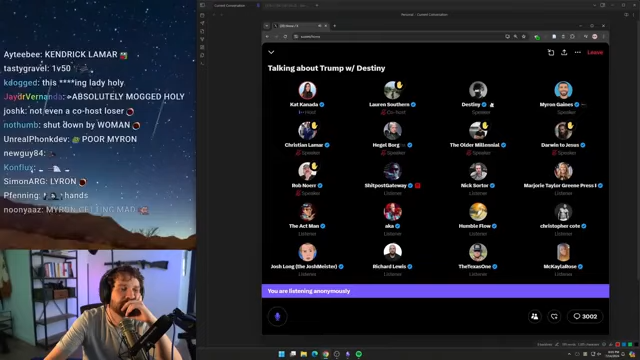 Ayteebee: KENDRICK LAMAR
tastygravel: 1v50
kdogged: this ****ing lady holy
JaydrVernanda: >ABSOLUTELY MOGGED HOLY
joshk: not even a co-host loser
nothumb: shut down by WOMAN
UnrealPhonkdev: POOR MYRON
newguy84:
Konflux:
SimonARG: LYRON
Pfenning: hands
noonyaaz: MYRON
Leave
Talking about Trump w/ Destiny
Kat Kanada
Host
Lauren Southern
Co-host
Destiny
Speaker
Myron Gaines
Speaker
Christian Lamar
Speaker
Hegel Borg
Speaker
The Older Millennial
Speaker
Darwin to Jesus
Speaker
Rob Noerr
Speaker
ShitpostGateway
Listener
Nick Sortor
Listener
Marjorie Taylor Greene Press
Listener
The Act Man
Listener
aka
Listener
Humble Flow
Listener
christopher cote
Listener
Josh Long (the JoshMeister)
Listener
Richard Lewis
Listener
TheTexasOne
Listener
McKaylaRose
Listener
You are listening anonymously
3002